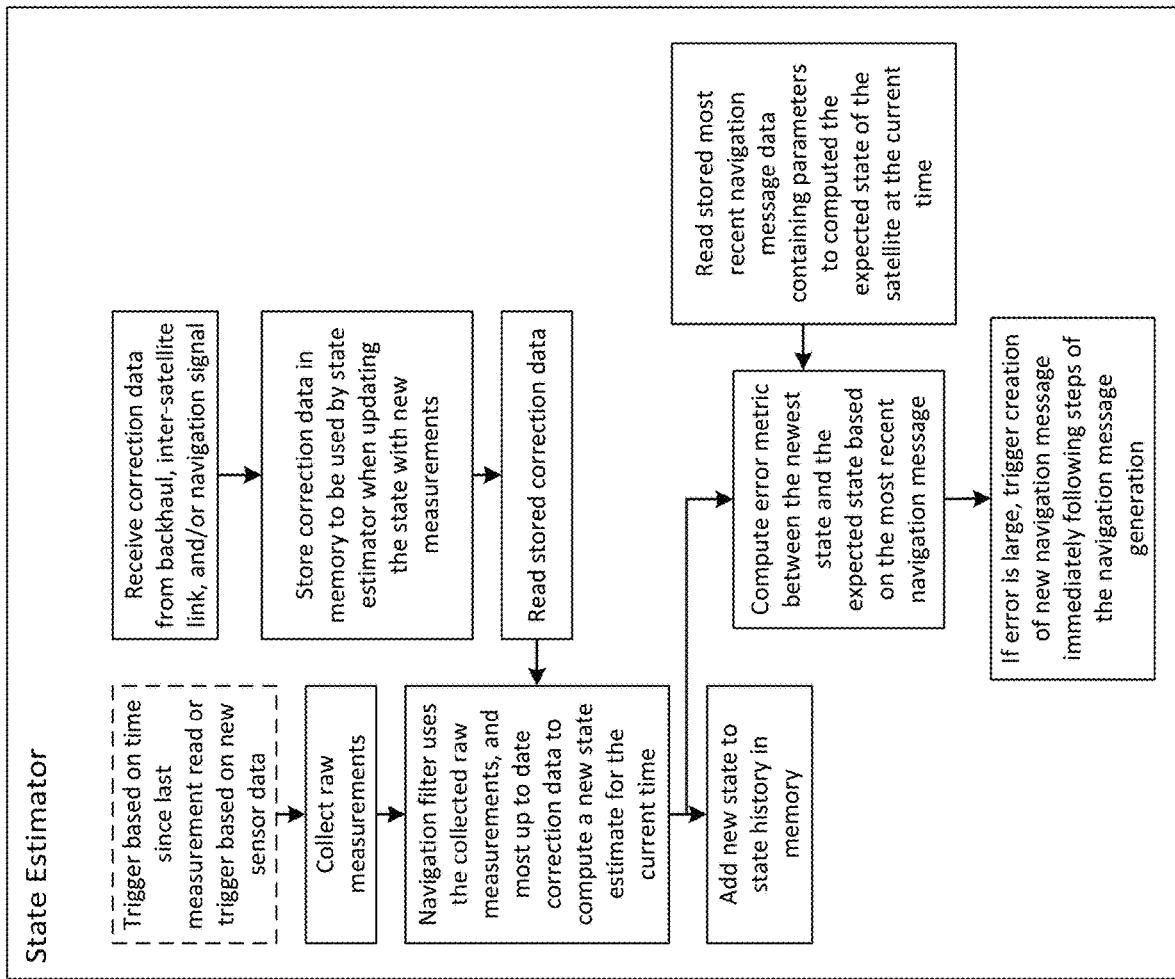 State Estimator
Trigger based on time
since last
measurement read or
trigger based on new
sensor data
Collect raw
measurements
Navigation filter uses
the collected raw
measurements, and
most up to date
correction data to
compute a new state
estimate for the
current time
Add new state to
state history in
memory
Receive correction data
from backhaul, inter-satellite
link, and/or navigation signal
Store correction data in
memory to be used by state
estimator when updating
the state with new
measurements
Read stored correction data
Compute error metric
between the newest
state and the
expected state based
on the most recent
navigation message
If error is large, trigger creation
of new navigation message
immediately following steps of
the navigation message
generation
Read stored most
recent navigation
message data
containing parameters
to computed the
expected state of the
satellite at the current
time